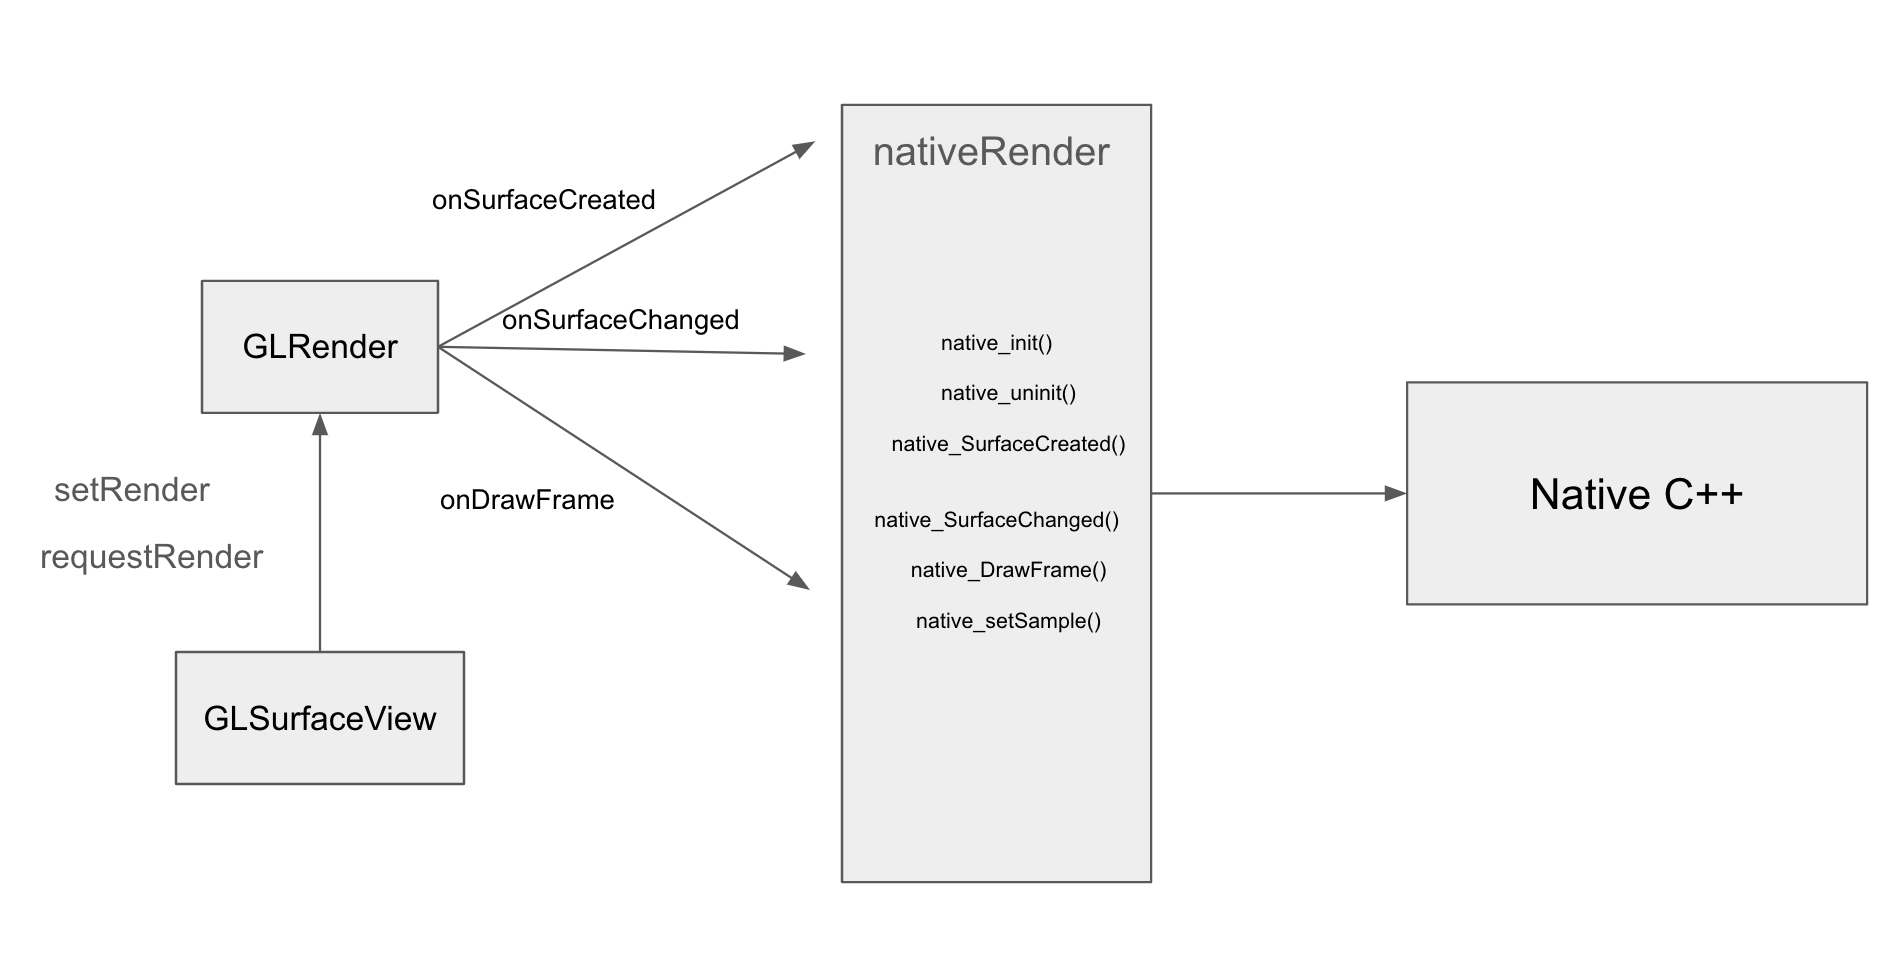 nativeRender
onSurfaceCreated
onSurfaceChanged
GLRender
native_init()
native_uninit()
native_SurfaceCreated()
setRender
onDrawFrame
Native C++
native_SurfaceChanged()
requestRender
native_DrawFrame()
native_setSample()
GLSurfaceView